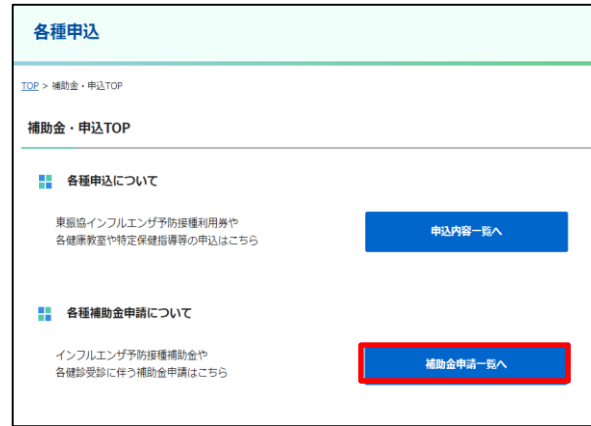 各種申込
TOP > 補助金・申込TOP
補助金・申込TOP
各種申込について
東振協インフルエンザ予防接種利用券や
各健康教室や特定保健指導等の申込はこちら
申込内容一覧へ
各種補助金申請について
インフルエンザ予防接種補助金や
各健診受診に伴う補助金申請はこちら
補助金申請一覧へ